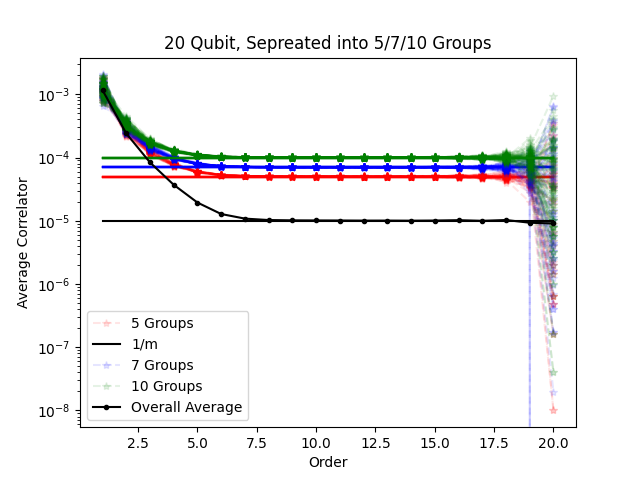 20 Qubit, Sepreated into 5/7/10 Groups
Average Correlator
10⁻³
10⁻⁴
10⁻⁵
10⁻⁶
10⁻⁷
10⁻⁸
5 Groups
1/m
7 Groups
10 Groups
Overall Average
2.5 5.0 7.5 10.0 12.5 15.0 17.5 20.0
Order